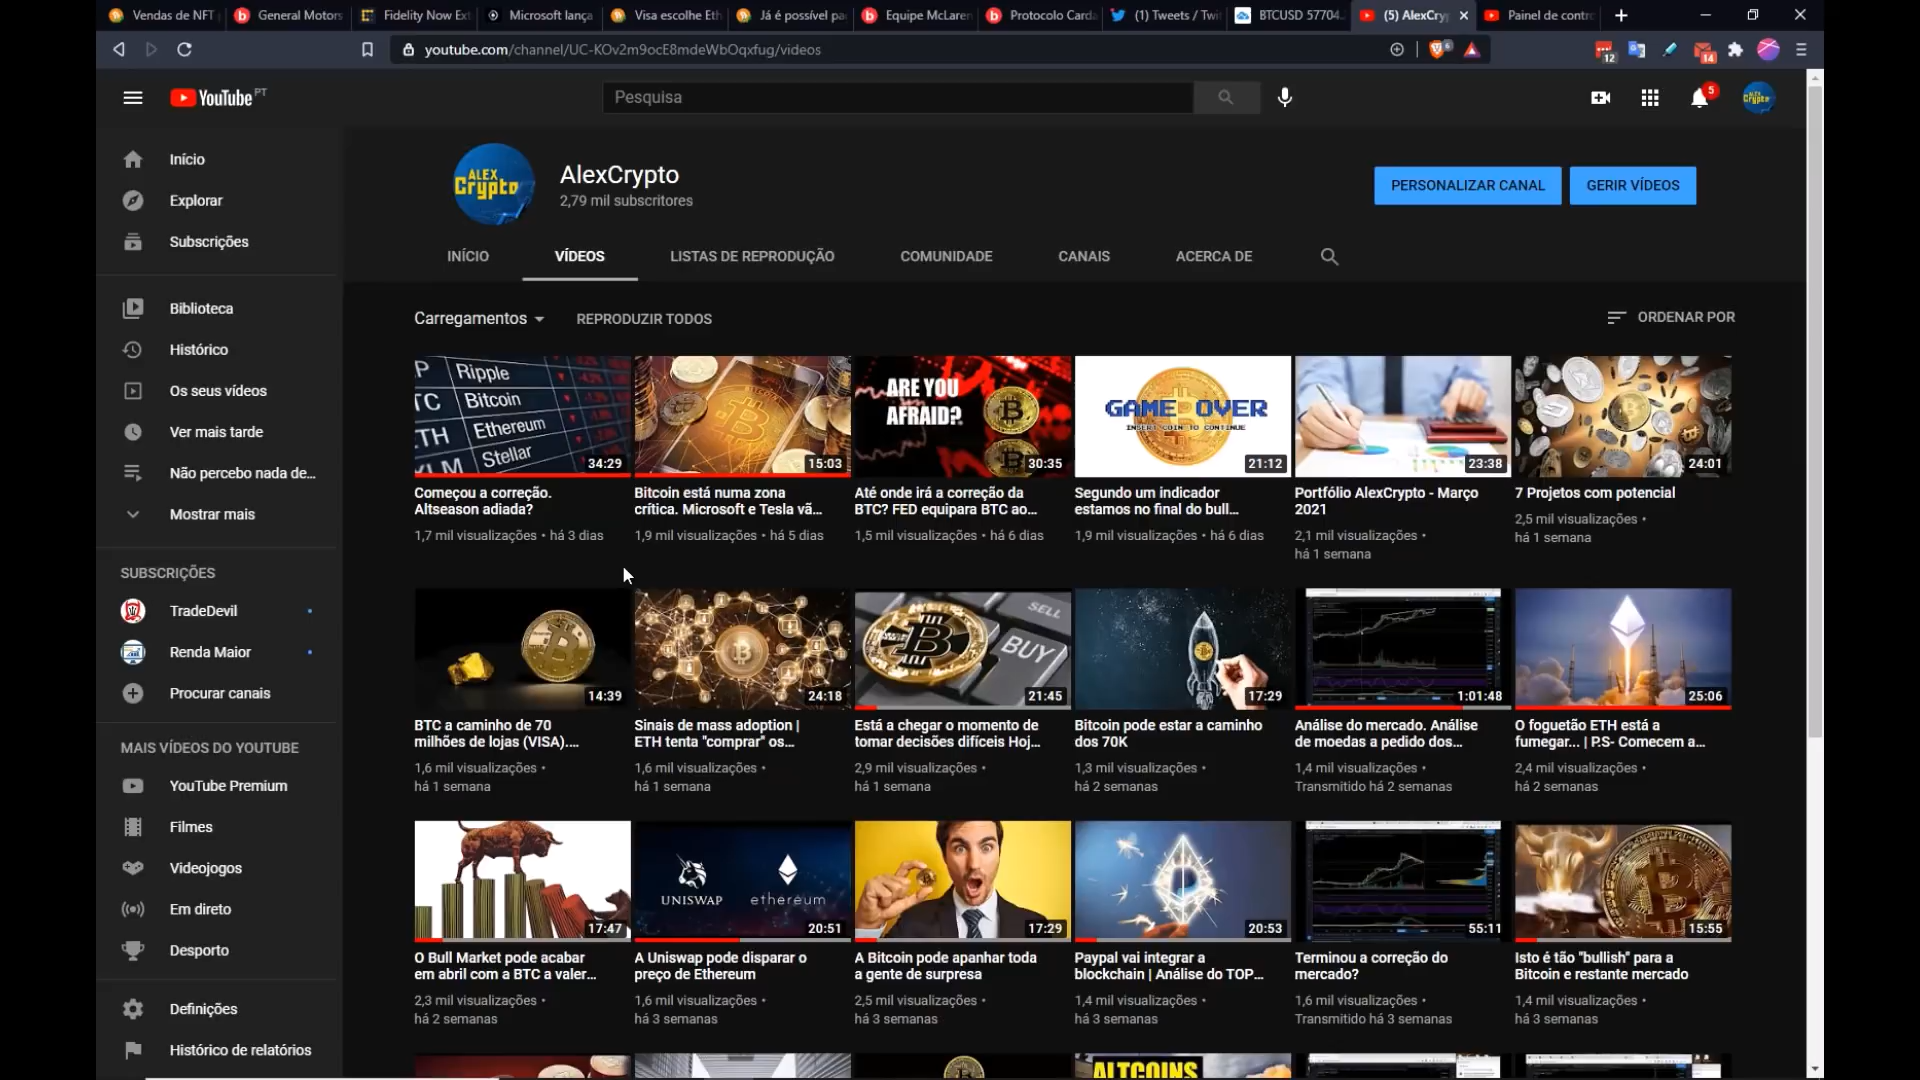 Vendas de NFT
General Motors
Fidelity Now Ext
Microsoft lança
Visa escolhe Eth
Já é possível pa
Equipe McLaren
Protocolo Carda
(1) Tweets / Twi
BTCUSD 57704.
(5) AlexCry
Painel de contr
youtube.com/channel/UC-KOv2m9ocE8mdeWbOqxfug/videos
12
14
YouTube PT
Pesquisa
5
ALEX Crypto
Início
Explorar
Subscrições
Biblioteca
Histórico
Os seus vídeos
Ver mais tarde
Não percebo nada de...
Mostrar mais
SUBSCRIÇÕES
TradeDevil
Renda Maior
Procurar canais
MAIS VÍDEOS DO YOUTUBE
YouTube Premium
Filmes
Videojogos
Em direto
Desporto
Definições
Histórico de relatórios
ALEX
Crypto
AlexCrypto
2,79 mil subscritores
PERSONALIZAR CANAL
GERIR VÍDEOS
INÍCIO
VÍDEOS
LISTAS DE REPRODUÇÃO
COMUNIDADE
CANAIS
ACERCA DE
Carregamentos
REPRODUZIR TODOS
ORDENAR POR
P Ripple
TC Bitcoin
TH Ethereum
XLM Stellar
34:29
Começou a correção.
Altseason adiada?
1,7 mil visualizações • há 3 dias
15:03
Bitcoin está numa zona
crítica. Microsoft e Tesla vã...
1,9 mil visualizações • há 5 dias
ARE YOU
AFRAID?
30:35
Até onde irá a correção da
BTC? FED equipara BTC ao...
1,5 mil visualizações • há 6 dias
GAME OVER
INSERT COIN TO CONTINUE
21:12
Segundo um indicador
estamos no final do bull...
1,9 mil visualizações • há 6 dias
23:38
Portfólio AlexCrypto - Março
2021
2,1 mil visualizações •
há 1 semana
24:01
7 Projetos com potencial
2,5 mil visualizações •
há 1 semana
14:39
BTC a caminho de 70
milhões de lojas (VISA)....
1,6 mil visualizações •
há 1 semana
24:18
Sinais de mass adoption |
ETH tenta "comprar" os...
1,6 mil visualizações •
há 1 semana
SELL
BUY
21:45
Está a chegar o momento de
tomar decisões difíceis Hoj...
2,9 mil visualizações •
há 1 semana
17:29
Bitcoin pode estar a caminho
dos 70K
1,3 mil visualizações •
há 2 semanas
1:01:48
Análise do mercado. Análise
de moedas a pedido dos...
1,4 mil visualizações •
Transmitido há 2 semanas
25:06
O foguetão ETH está a
fumegar... | P.S- Comecem a...
2,4 mil visualizações •
há 2 semanas
17:47
O Bull Market pode acabar
em abril com a BTC a valer...
2,3 mil visualizações •
há 2 semanas
UNISWAP
ethereum
20:51
A Uniswap pode disparar o
preço de Ethereum
1,6 mil visualizações •
há 3 semanas
17:29
A Bitcoin pode apanhar toda
a gente de surpresa
2,5 mil visualizações •
há 3 semanas
20:53
Paypal vai integrar a
blockchain | Análise do TOP...
1,4 mil visualizações •
há 3 semanas
55:11
Terminou a correção do
mercado?
1,6 mil visualizações •
Transmitido há 3 semanas
15:55
Isto é tão "bullish" para a
Bitcoin e restante mercado
1,4 mil visualizações •
há 3 semanas
ALTCOINS